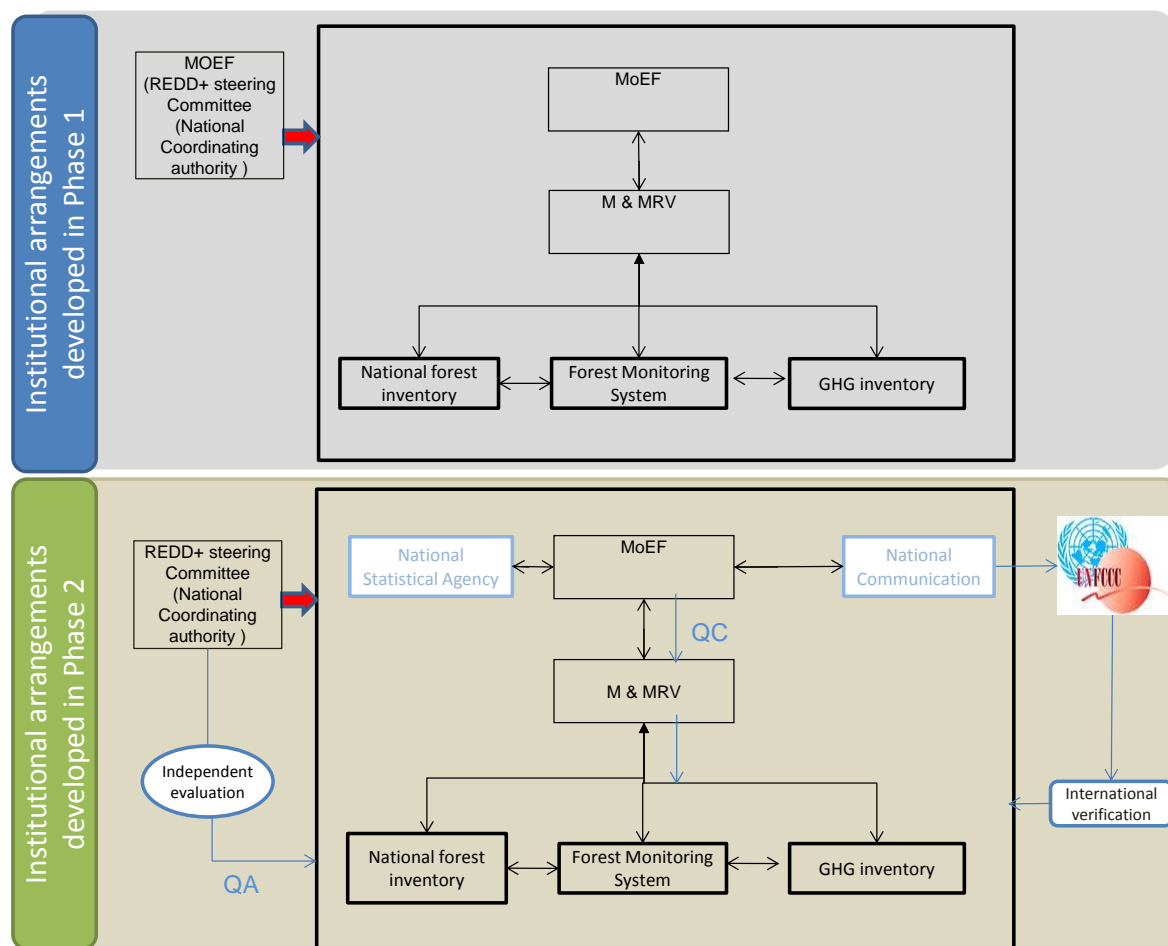 Institutional arrangements
developed in Phase 1
MOEF
(REDD+ steering
Committee
(National
Coordinating
authority )
MoEF
M & MRV
National forest
inventory
Forest Monitoring
System
GHG inventory
Institutional arrangements
developed in Phase 2
REDD+ steering
Committee
(National
Coordinating
authority )
National
Statistical Agency
MoEF
National
Communication
UNFCCC
QC
M & MRV
Independent
evaluation
International
verification
National forest
inventory
Forest Monitoring
System
GHG inventory
QA